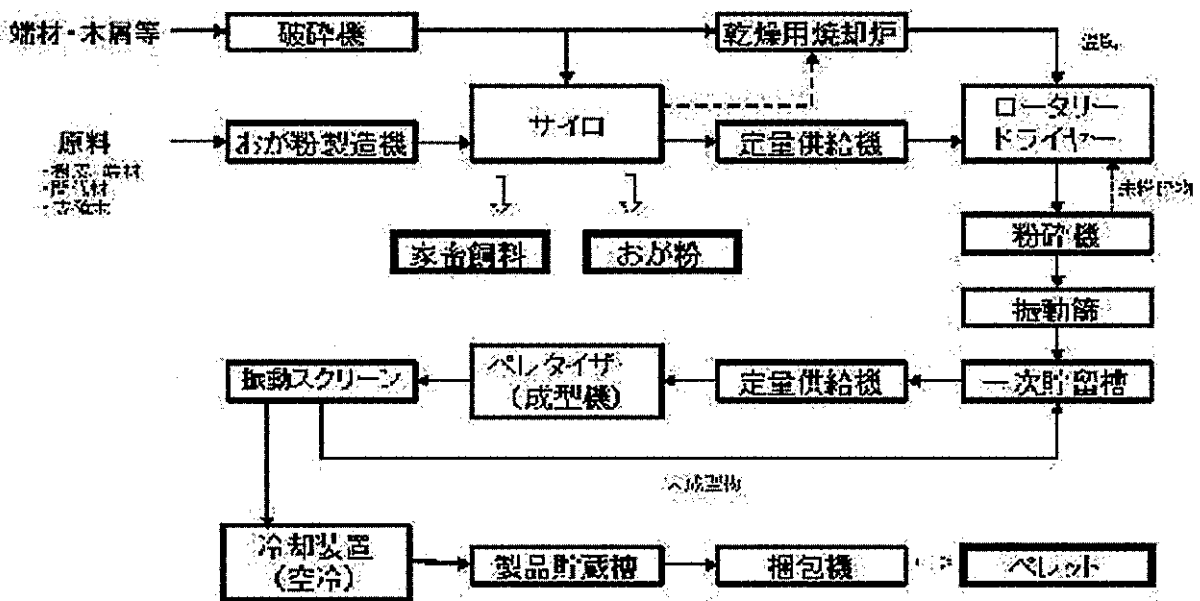 端材・木屑等
破砕機
乾燥用焼却炉
サイロ
ロータリー
ドライヤー
原料
おが粉製造機
定量供給機
家畜飼料
おが粉
粉砕機
振動篩
振動スクリーン
ペレタイザ
(成型機)
定量供給機
一次貯留槽
冷却装置
(空冷)
製品貯蔵槽
梱包機
ペレット